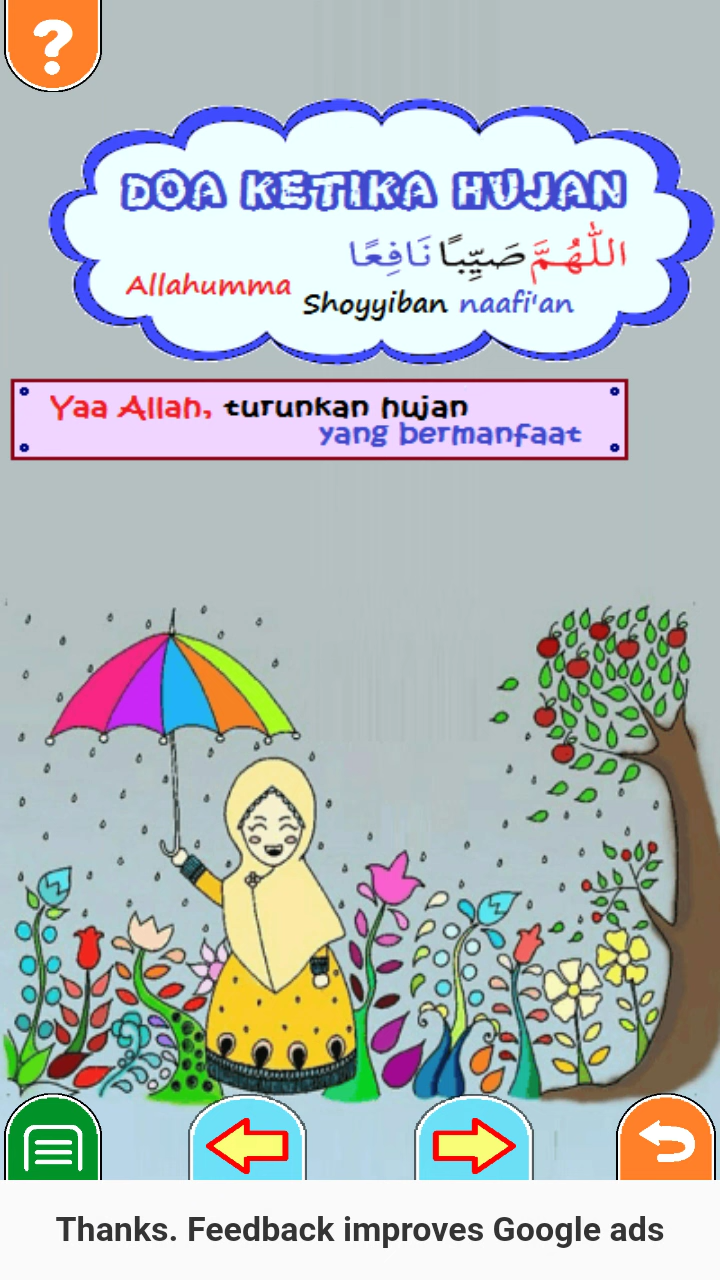 ?
DOA KETIKA HUJAN
اللّٰهُمَّ صَيِّبًا نَافِعًا
Allahumma Shoyyiban naafi'an
Yaa Allah, turunkan hujan
yang bermanfaat
Thanks. Feedback improves Google ads